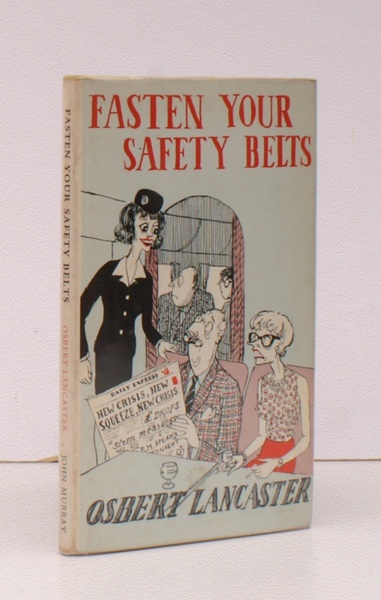 FASTEN YOUR SAFETY BELTS OSBERT LANCASTER JOHN MURRAY
FASTEN YOUR
SAFETY BELTS
DAILY EXPRESS
NEW CRISIS, NEW
SQUEEZE, NEW CRISIS
& DROPS
Stern measures
P.M. SPEAKS
OSBERT LANCASTER